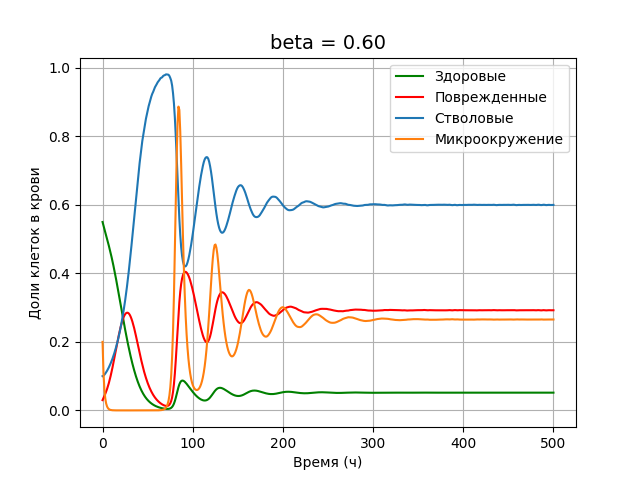 beta = 0.60
Доли клеток в крови
1.0
0.8
0.6
0.4
0.2
0.0
Здоровые
Поврежденные
Стволовые
Микроокружение
0 100 200 300 400 500
Время (ч)